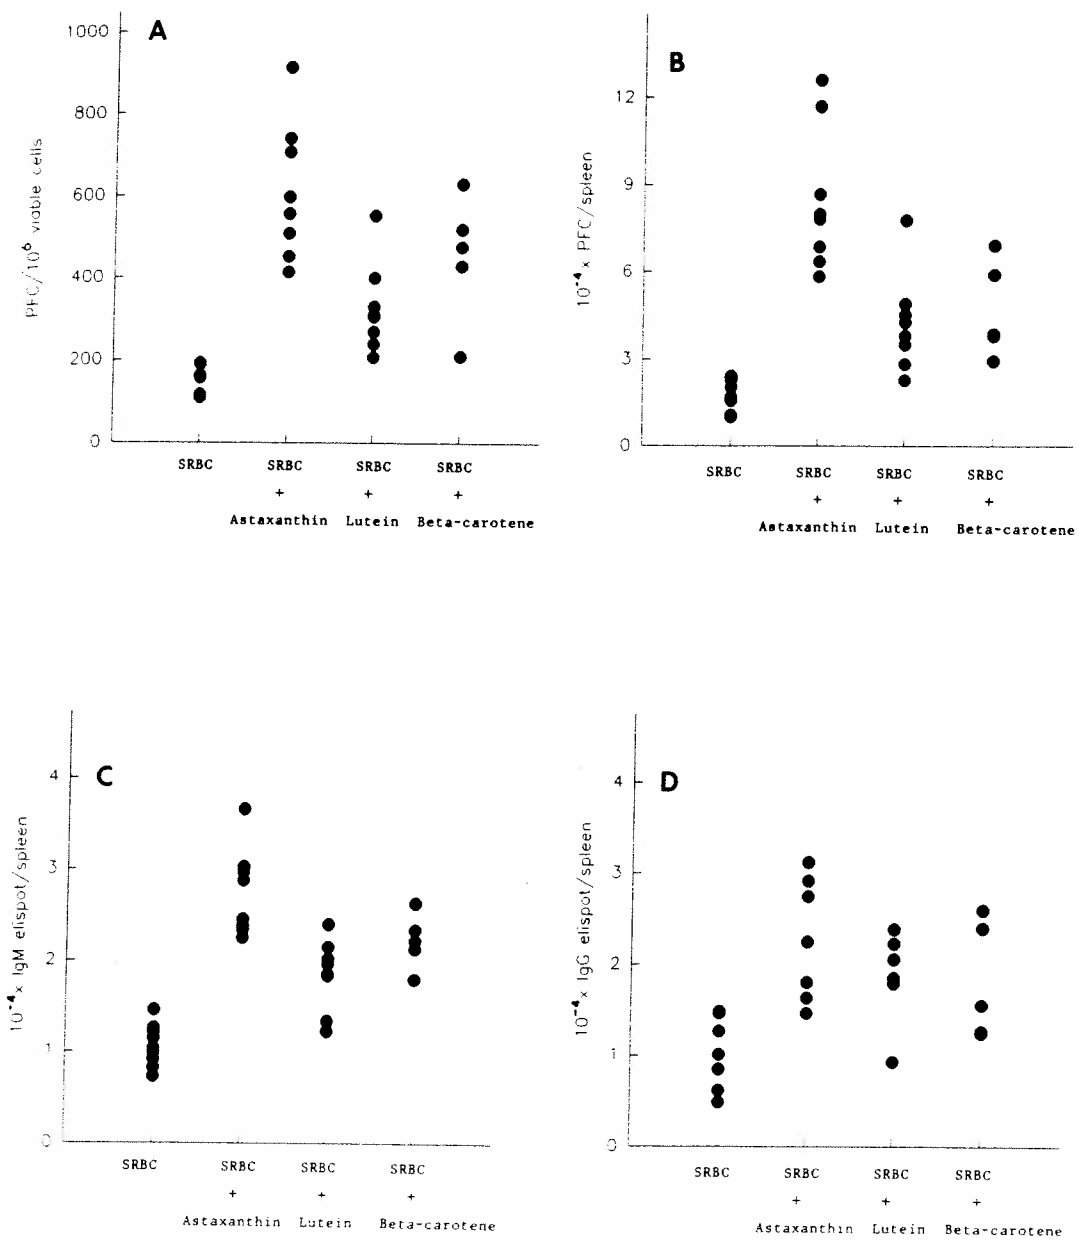 A
1000
800
600
400
200
0
PFC/10⁶ viable cells
SRBC SRBC SRBC SRBC
+ + +
Astaxanthin Lutein Beta-carotene
B
12
9
6
3
0
10⁻⁴ x PFC/spleen
SRBC SRBC SRBC SRBC
+ + +
Astaxanthin Lutein Beta-carotene
C
4
3
2
1
0
10⁻⁴ x IgM elispot/spleen
SRBC SRBC SRBC SRBC
+ + +
Astaxanthin Lutein Beta-carotene
D
4
3
2
1
0
10⁻⁴ x IgG elispot/spleen
SRBC SRBC SRBC SRBC
+ + +
Astaxanthin Lutein Beta-carotene